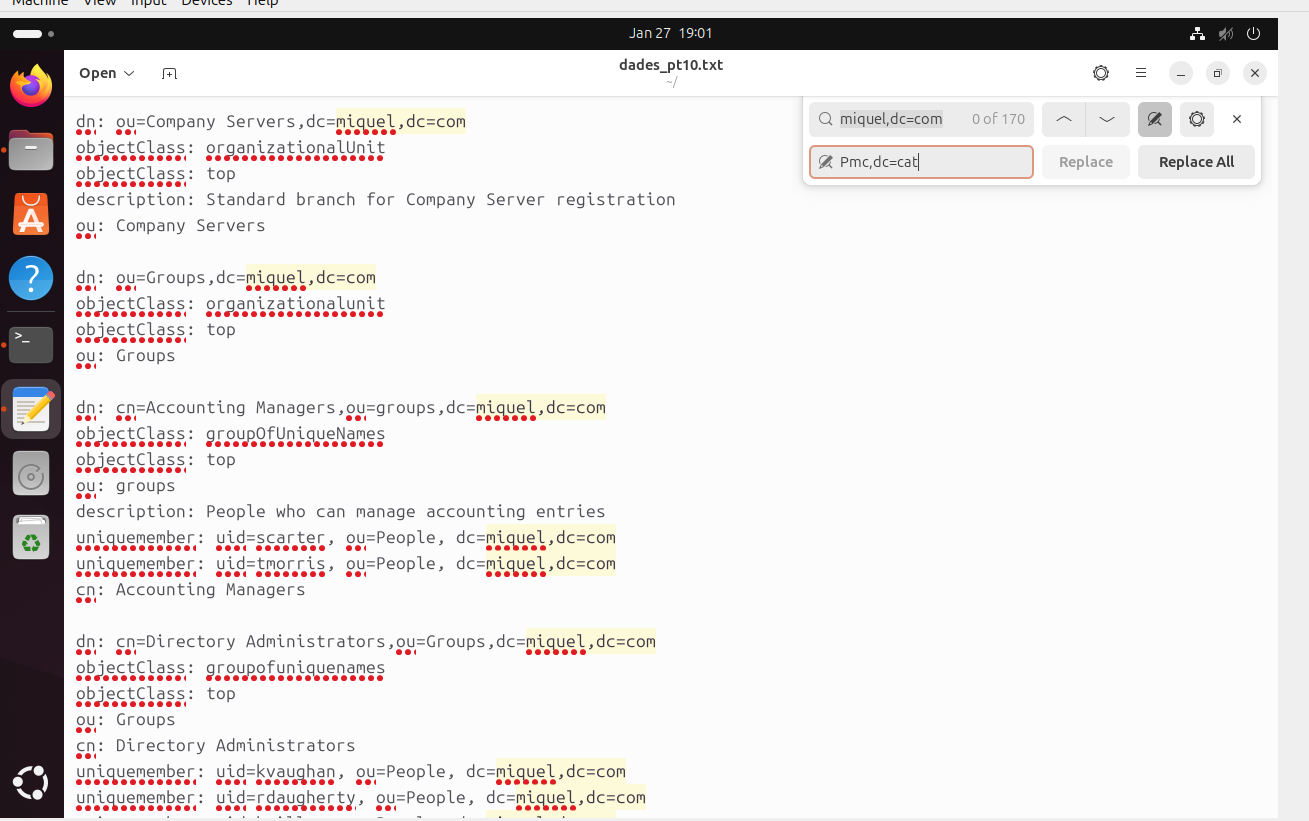 Machine View Input Devices Help
Jan 27 19:01
Open
dades_pt10.txt
~/
miquel,dc=com 0 of 170
Pmc,dc=cat Replace Replace All
dn: ou=Company Servers,dc=miquel,dc=com
objectClass: organizationalUnit
objectClass: top
description: Standard branch for Company Server registration
ou: Company Servers
dn: ou=Groups,dc=miquel,dc=com
objectClass: organizationalunit
objectClass: top
ou: Groups
dn: cn=Accounting Managers,ou=groups,dc=miquel,dc=com
objectClass: groupOfUniqueNames
objectClass: top
ou: groups
description: People who can manage accounting entries
uniquemember: uid=scarter, ou=People, dc=miquel,dc=com
uniquemember: uid=tmorris, ou=People, dc=miquel,dc=com
cn: Accounting Managers
dn: cn=Directory Administrators,ou=Groups,dc=miquel,dc=com
objectClass: groupofuniquenames
objectClass: top
ou: Groups
cn: Directory Administrators
uniquemember: uid=kvaughan, ou=People, dc=miquel,dc=com
uniquemember: uid=rdaugherty, ou=People, dc=miquel,dc=com